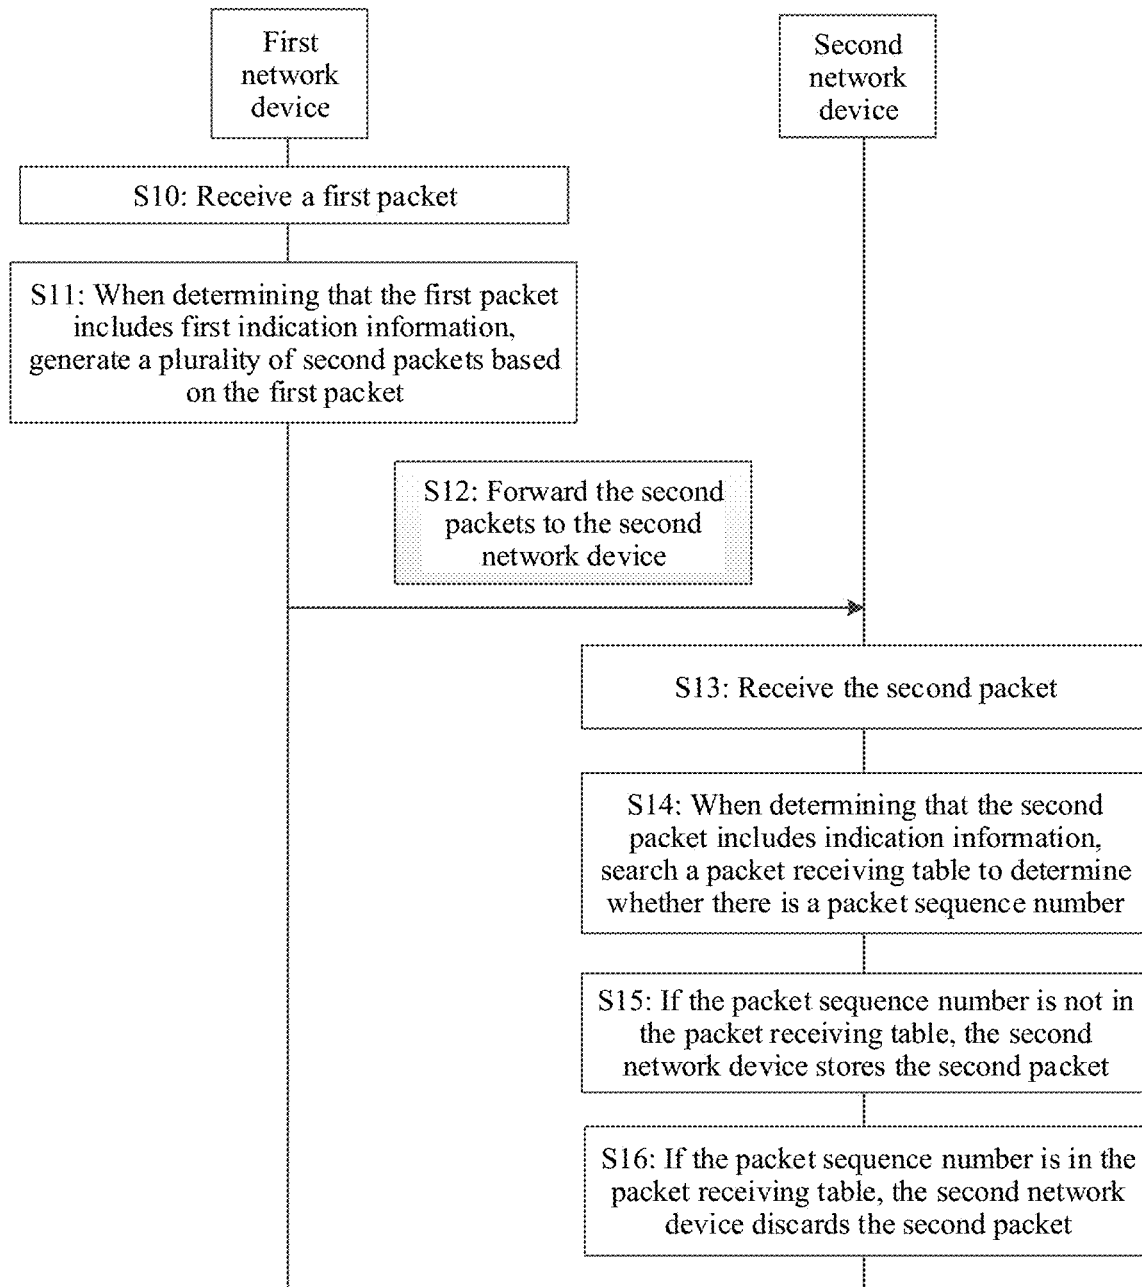 First
network
device
Second
network
device
S10: Receive a first packet
S11: When determining that the first packet
includes first indication information,
generate a plurality of second packets based
on the first packet
S12: Forward the second
packets to the second
network device
S13: Receive the second packet
S14: When determining that the second
packet includes indication information,
search a packet receiving table to determine
whether there is a packet sequence number
S15: If the packet sequence number is not in
the packet receiving table, the second
network device stores the second packet
S16: If the packet sequence number is in the
packet receiving table, the second network
device discards the second packet